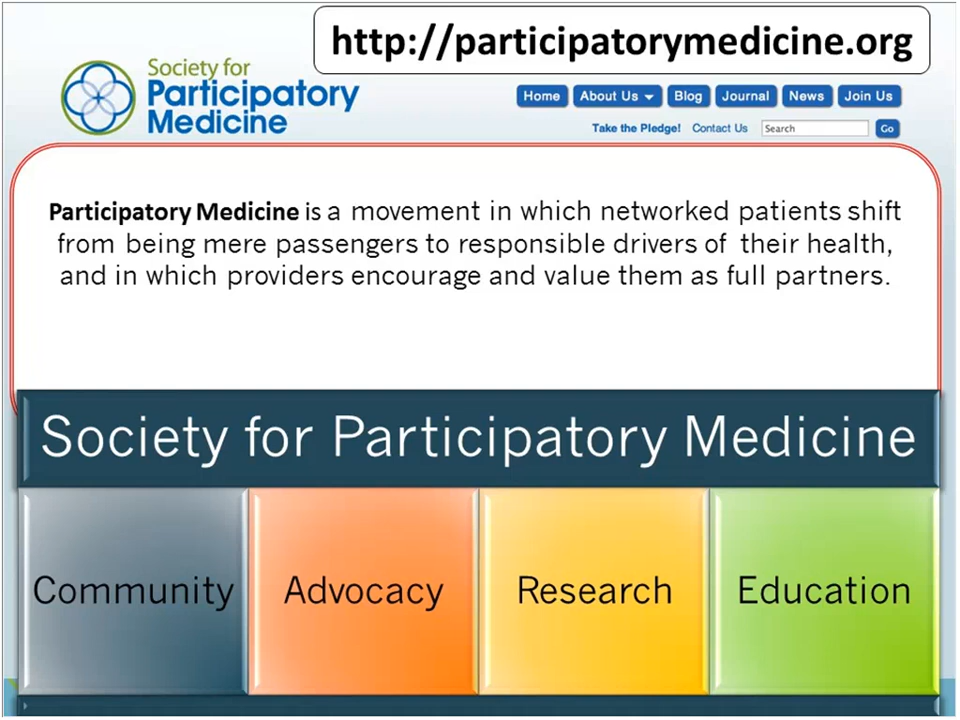 http://participatorymedicine.org
Society for
Participatory
Medicine
Home About Us Blog Journal News Join Us
Take the Pledge! Contact Us Search Go
Participatory Medicine is a movement in which networked patients shift
from being mere passengers to responsible drivers of their health,
and in which providers encourage and value them as full partners.
Society for Participatory Medicine
Community Advocacy Research Education